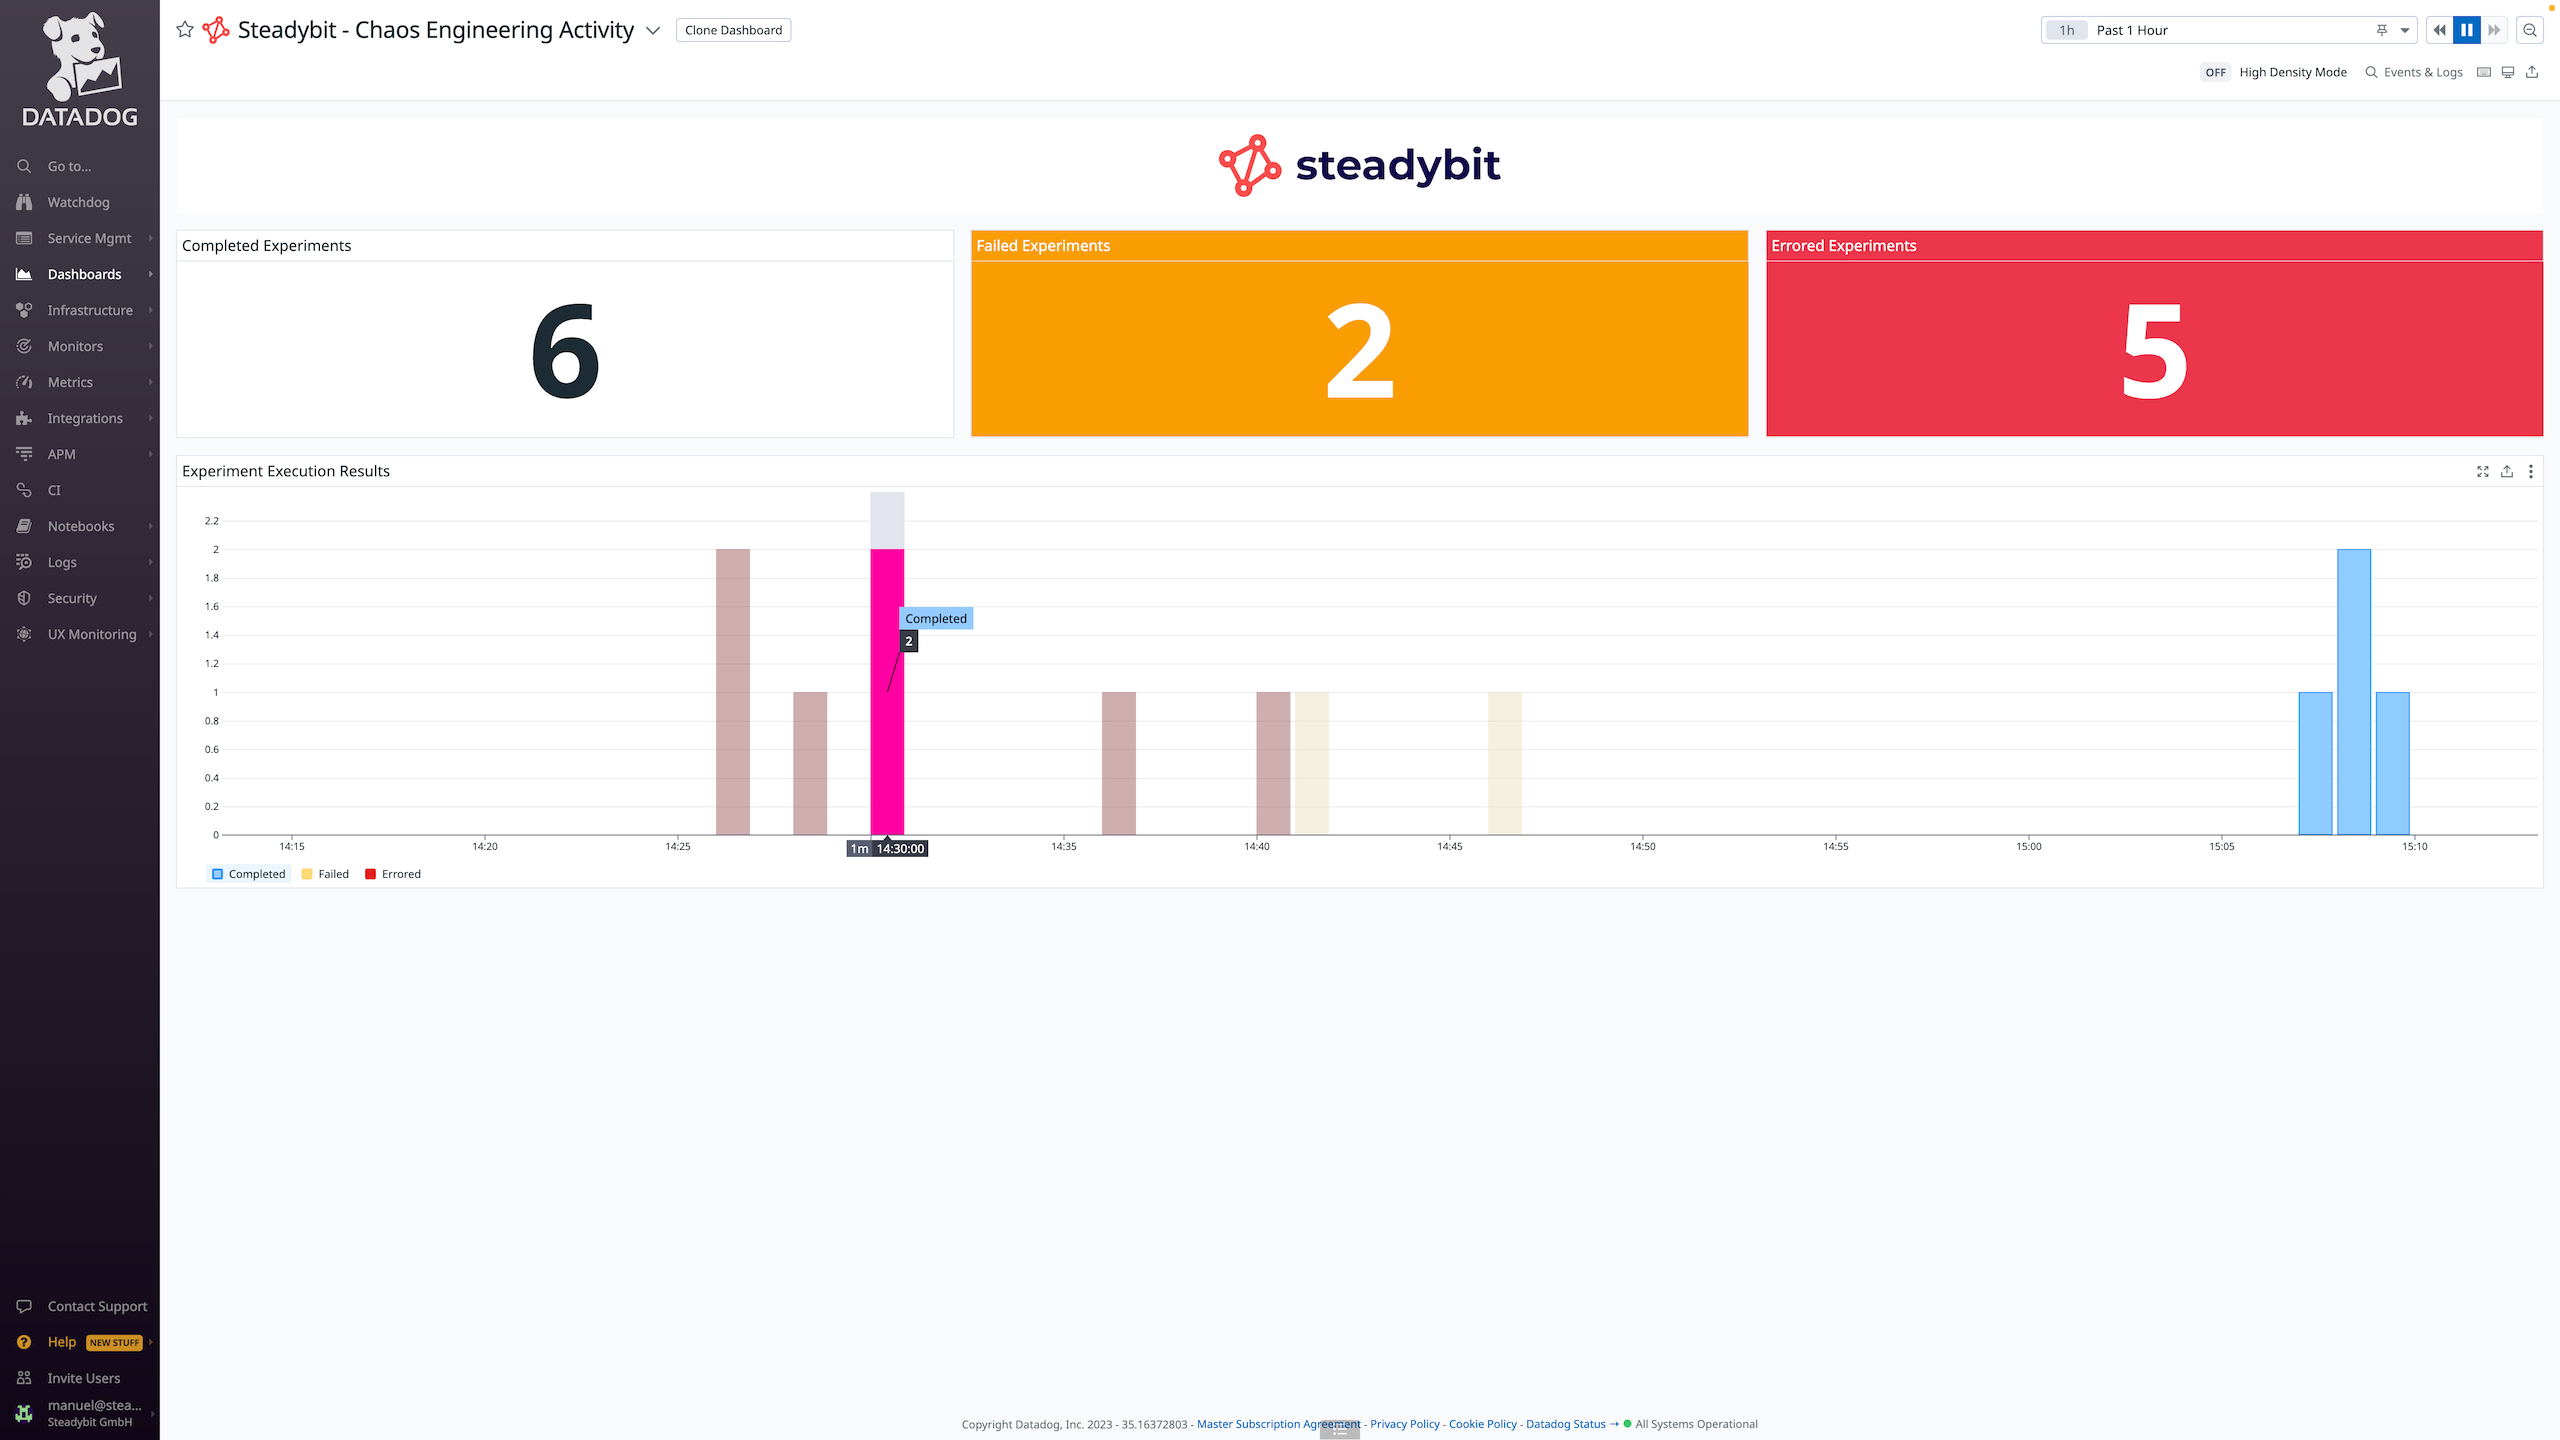 DATADOG
Go to...
Watchdog
Service Mgmt
Dashboards
Infrastructure
Monitors
Metrics
Integrations
APM
CI
Notebooks
Logs
Security
UX Monitoring
Contact Support
Help NEW STUFF
Invite Users
manuel@stea...
Steadybit GmbH
Steadybit - Chaos Engineering Activity
Clone Dashboard
1h Past 1 Hour
OFF High Density Mode Events & Logs
steadybit
Completed Experiments
6
Failed Experiments
2
Errored Experiments
5
Experiment Execution Results
2.2
2
1.8
1.6
1.4
1.2
1
0.8
0.6
0.4
0.2
0
Completed
2
14:15 14:20 14:25 1m 14:30:00 14:35 14:40 14:45 14:50 14:55 15:00 15:05 15:10
Completed Failed Errored
Copyright Datadog, Inc. 2023 - 35.16372803 - Master Subscription Agreement - Privacy Policy - Cookie Policy - Datadog Status → All Systems Operational